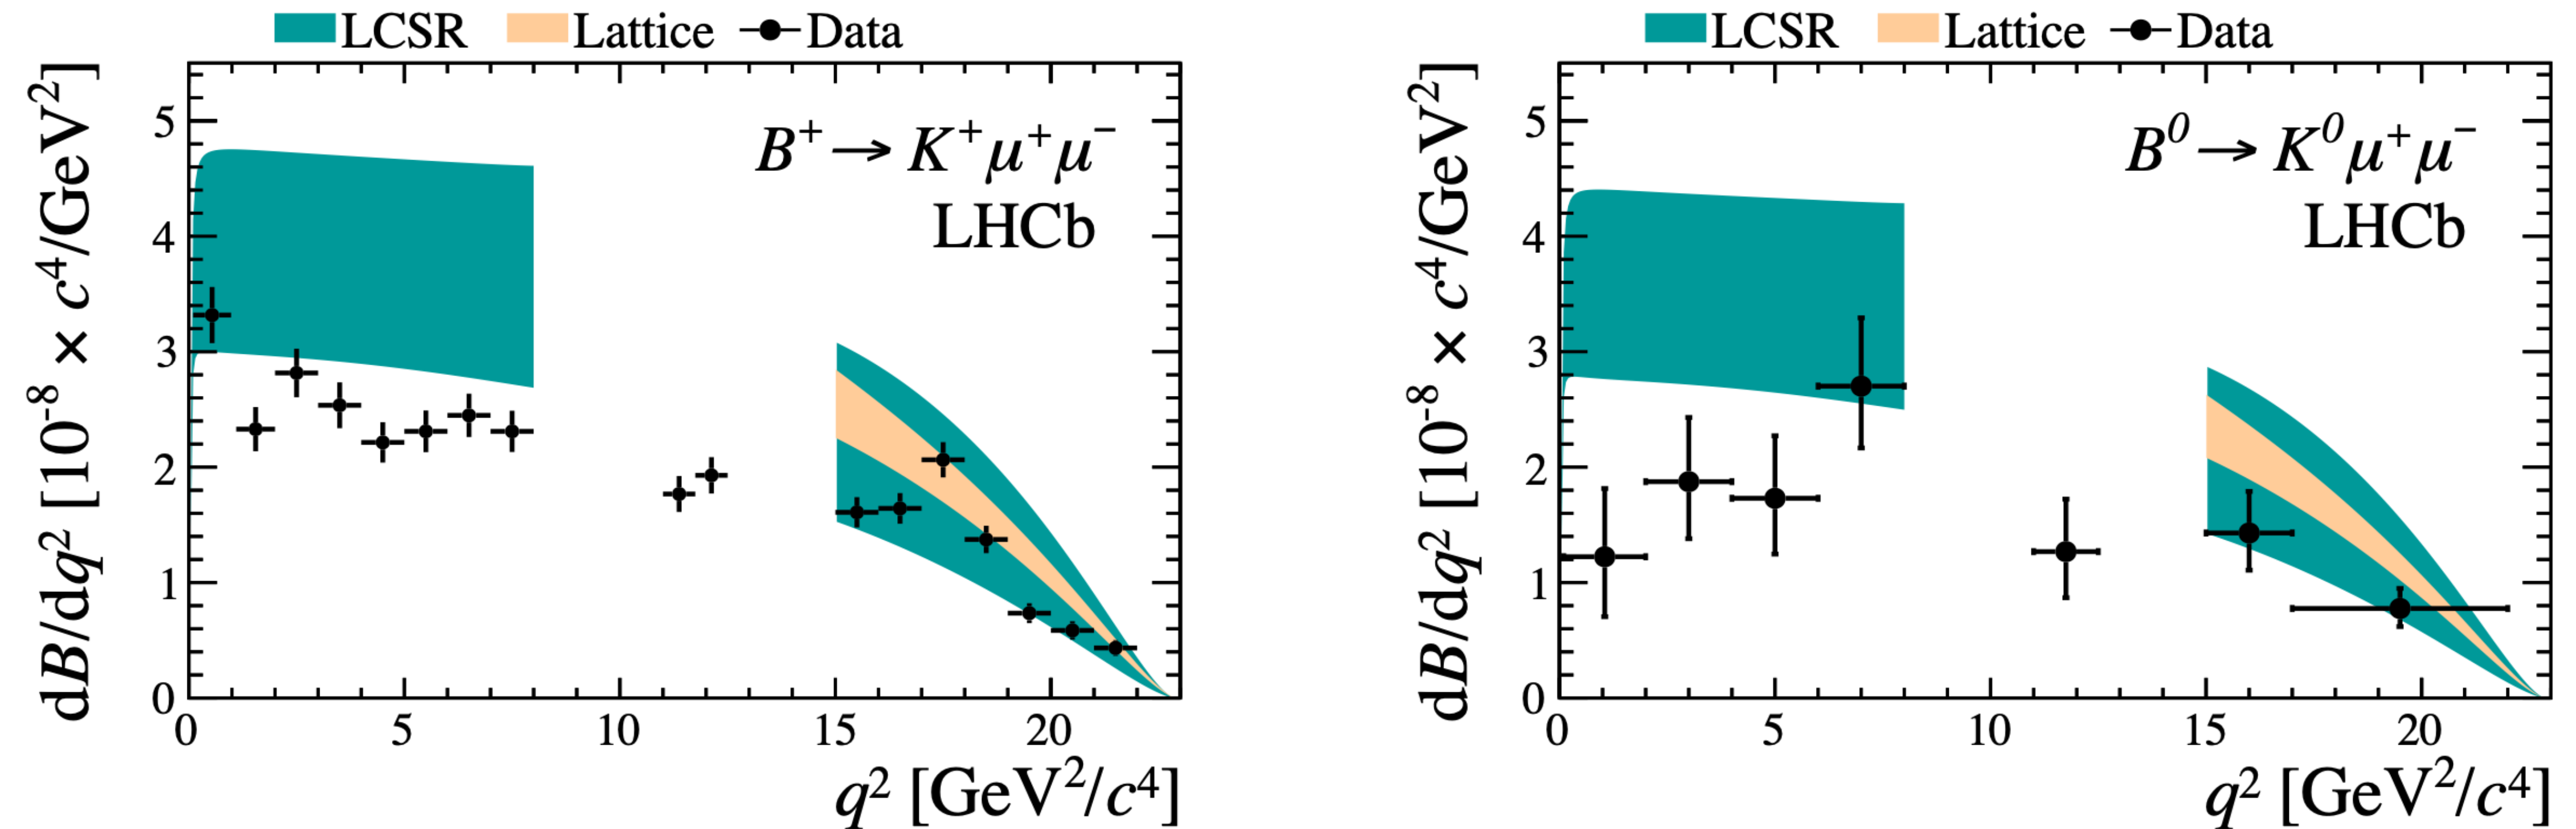 LCSR Lattice Data
B⁺ → K⁺μ⁺μ⁻
LHCb
dB/dq² [10⁻⁸ × c⁴/GeV²]
5
4
3
2
1
0
0 5 10 15 20
q² [GeV²/c⁴]
LCSR Lattice Data
B⁰ → K⁰μ⁺μ⁻
LHCb
dB/dq² [10⁻⁸ × c⁴/GeV²]
5
4
3
2
1
0
0 5 10 15 20
q² [GeV²/c⁴]